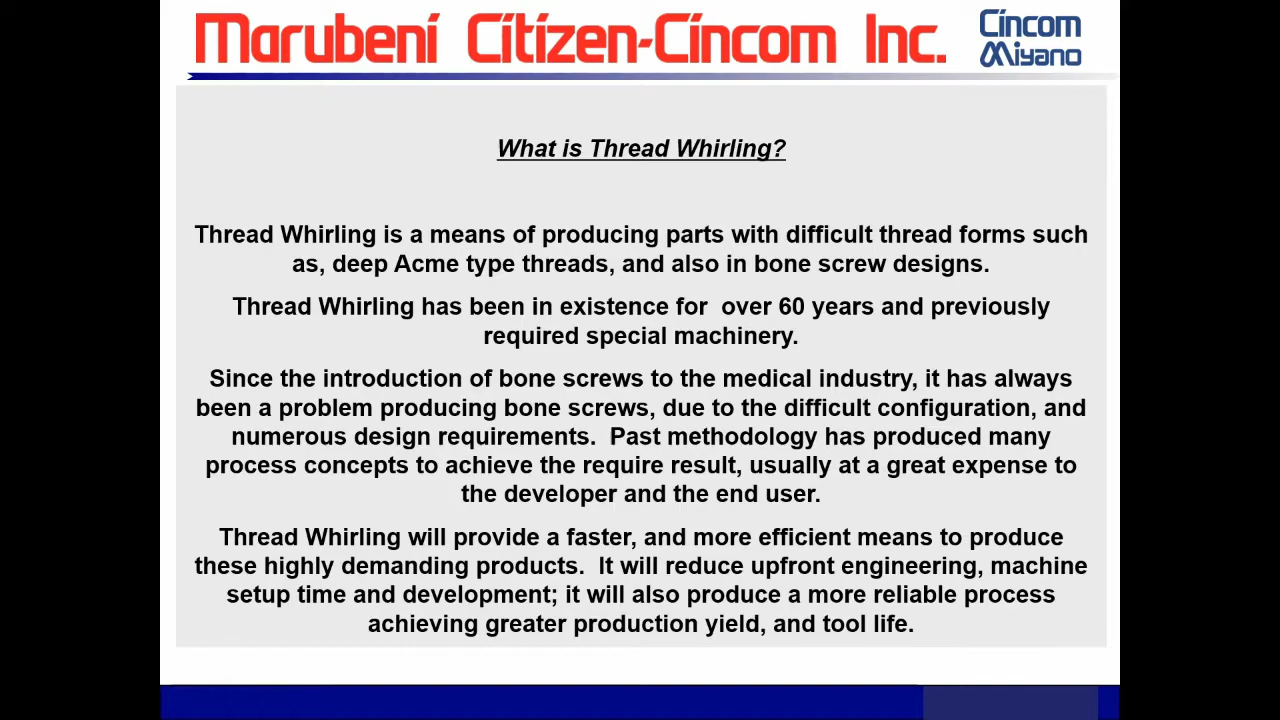 Marubeni Citizen-Cincom Inc.
Cincom
Miyano
What is Thread Whirling?
Thread Whirling is a means of producing parts with difficult thread forms such
as, deep Acme type threads, and also in bone screw designs.
Thread Whirling has been in existence for  over 60 years and previously
required special machinery.
Since the introduction of bone screws to the medical industry, it has always
been a problem producing bone screws, due to the difficult configuration, and
numerous design requirements.  Past methodology has produced many
process concepts to achieve the require result, usually at a great expense to
the developer and the end user.
Thread Whirling will provide a faster, and more efficient means to produce
these highly demanding products.  It will reduce upfront engineering, machine
setup time and development; it will also produce a more reliable process
achieving greater production yield, and tool life.